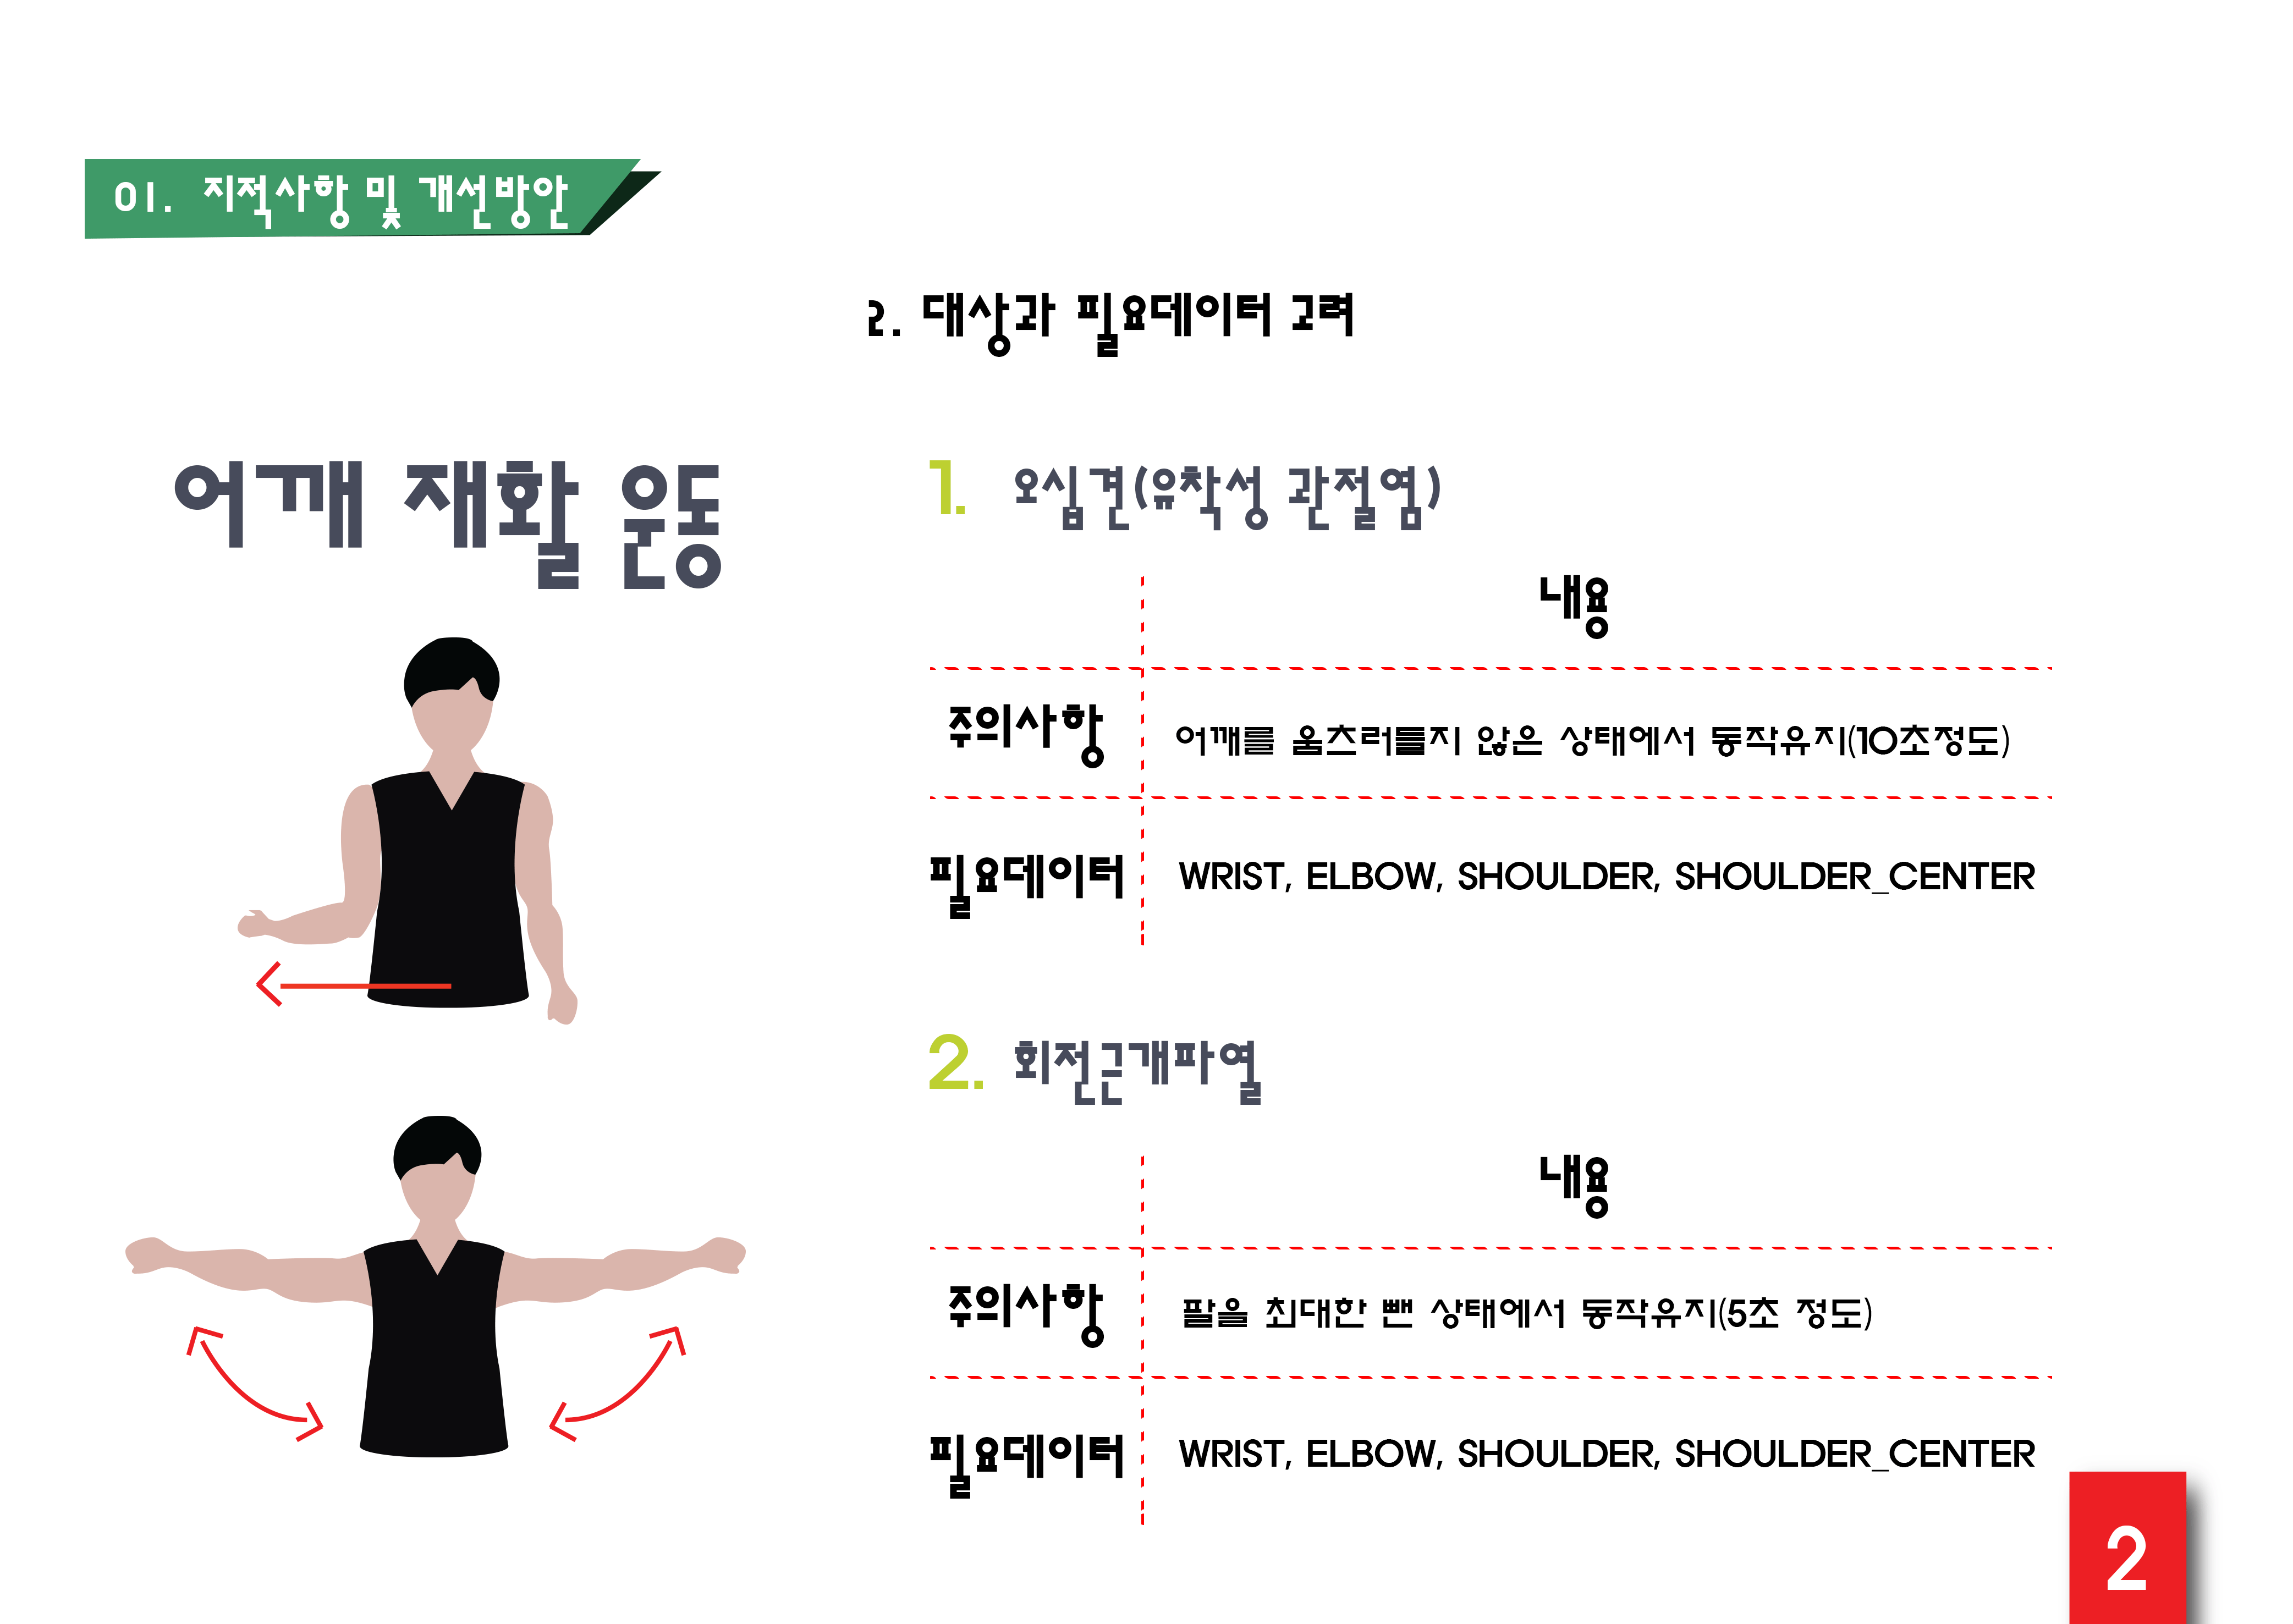 01. 지적사항 및 개선방안
2. 대상과 필요데이터 고려
어깨 재활 운동
1. 오십견(유착성 관절염)
내용
주의사항 어깨를 움츠러들지 않은 상태에서 동작유지(10초정도)
필요데이터 WRIST, ELBOW, SHOULDER, SHOULDER_CENTER
2. 회전근개파열
내용
주의사항 팔을 최대한 뺀 상태에서 동작유지(5초 정도)
필요데이터 WRIST, ELBOW, SHOULDER, SHOULDER_CENTER
2